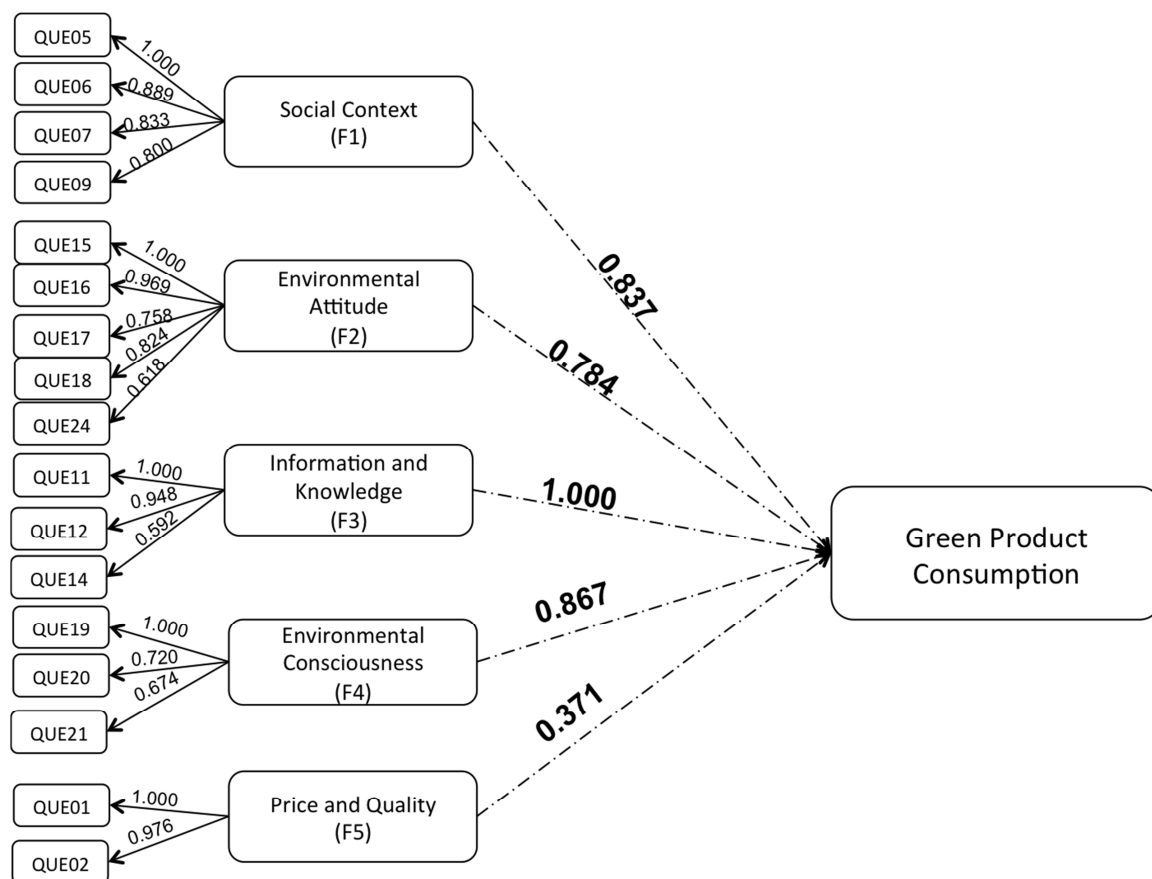 QUE05
QUE06
QUE07
QUE09
1.000
0.889
0.833
0.800
Social Context
(F1)
0.837
QUE15
QUE16
QUE17
QUE18
QUE24
1.000
0.969
0.758
0.824
0.618
Environmental
Attitude
(F2)
0.784
QUE11
QUE12
QUE14
1.000
0.948
0.592
Information and
Knowledge
(F3)
1.000
QUE19
QUE20
QUE21
1.000
0.720
0.674
Environmental
Consciousness
(F4)
0.867
QUE01
QUE02
1.000
0.976
Price and Quality
(F5)
0.371
Green Product
Consumption